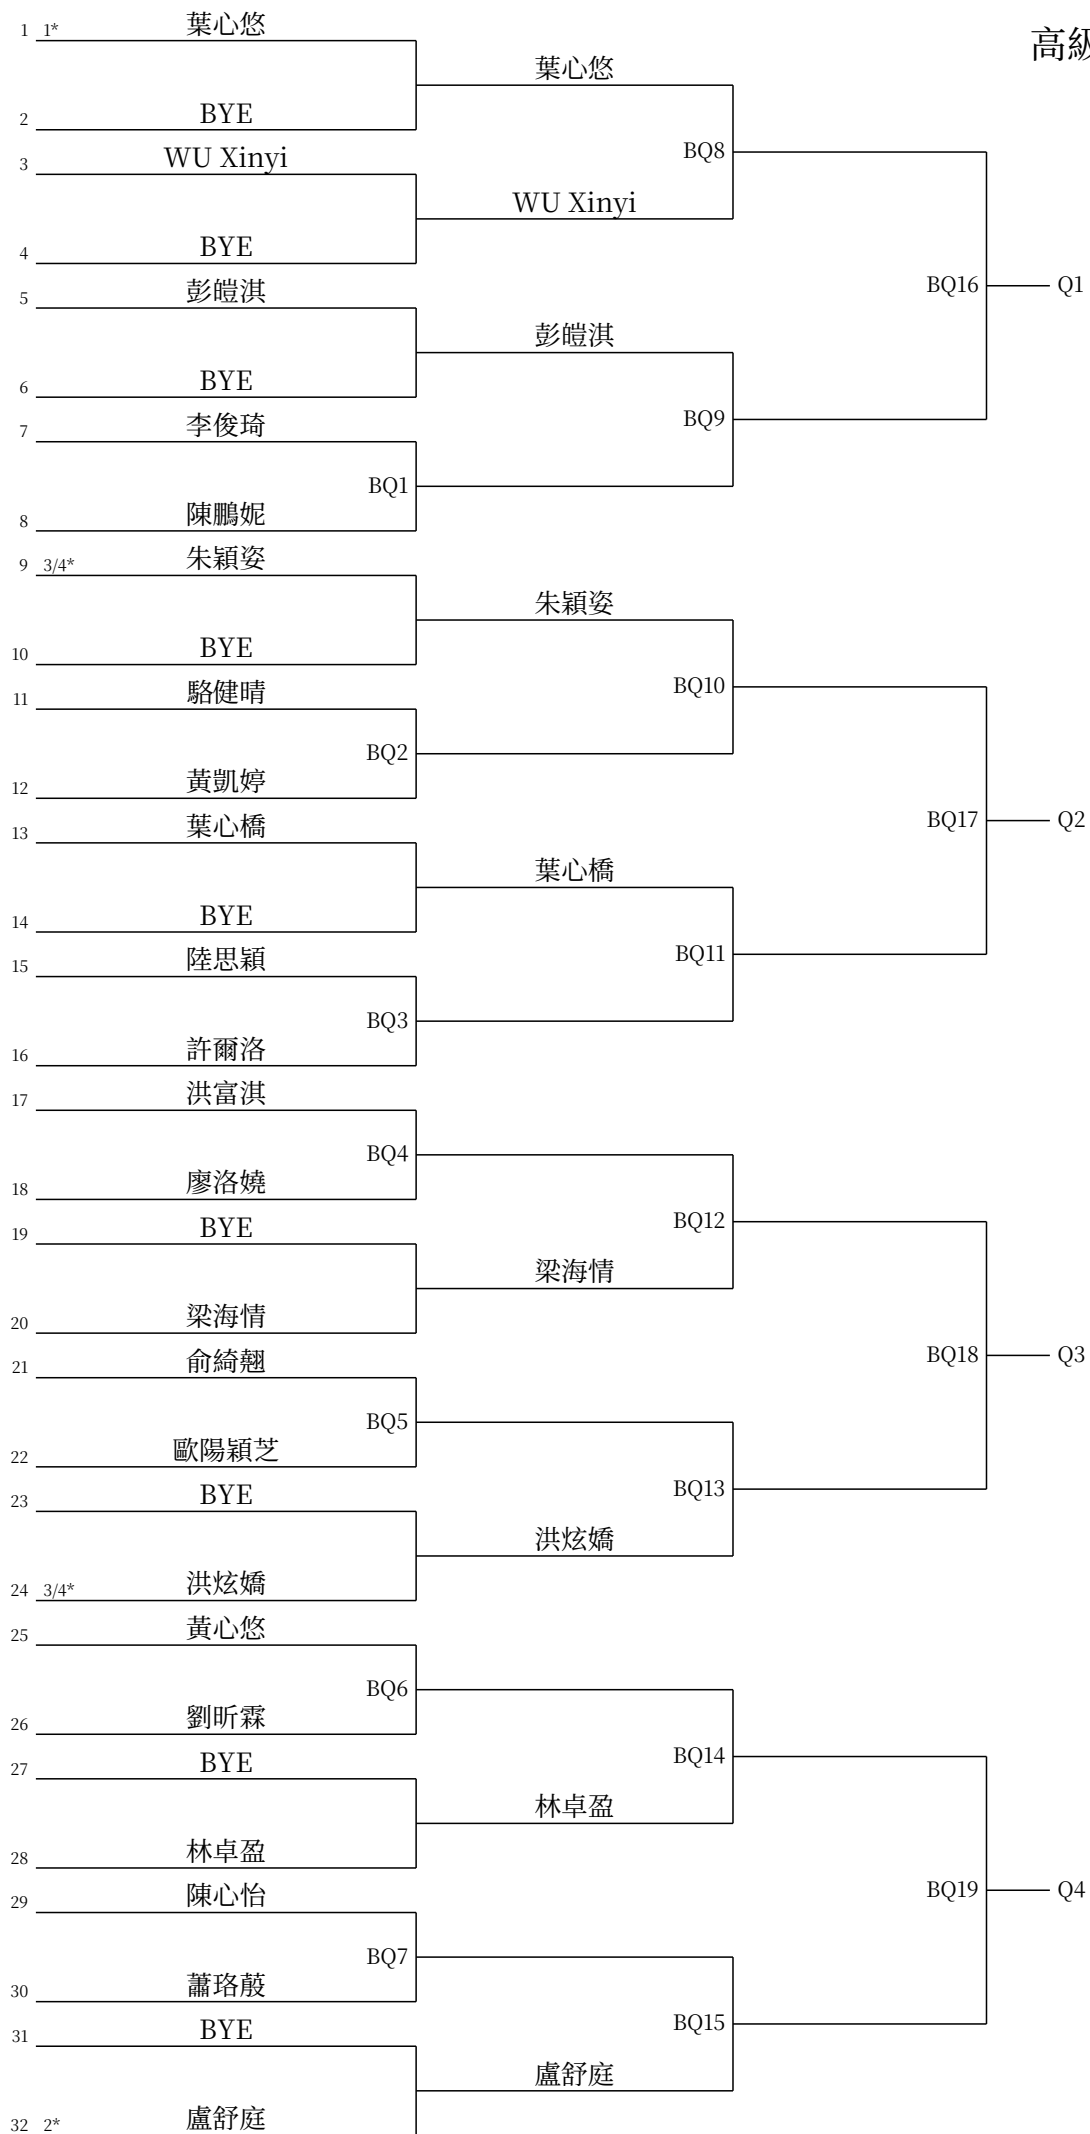 高級
1 1* 葉心悠
葉心悠
2 BYE
BQ8
3 WU Xinyi
WU Xinyi
4 BYE
BQ16 Q1
5 彭皚淇
彭皚淇
6 BYE
BQ9
7 李俊琦
BQ1
8 陳鵬妮
9 3/4* 朱穎姿
朱穎姿
10 BYE
BQ10
11 駱健晴
BQ2
12 黃凱婷
BQ17 Q2
13 葉心橋
葉心橋
14 BYE
BQ11
15 陸思穎
BQ3
16 許爾洛
17 洪富淇
BQ4
18 廖洛嬈
BQ12
19 BYE
梁海情
20 梁海情
BQ18 Q3
21 俞綺翹
BQ5
22 歐陽穎芝
BQ13
23 BYE
洪炫嬌
24 3/4* 洪炫嬌
25 黃心悠
BQ6
26 劉昕霖
BQ14
27 BYE
林卓盈
28 林卓盈
BQ19 Q4
29 陳心怡
BQ7
30 蕭珞蒑
BQ15
31 BYE
盧舒庭
32 2* 盧舒庭